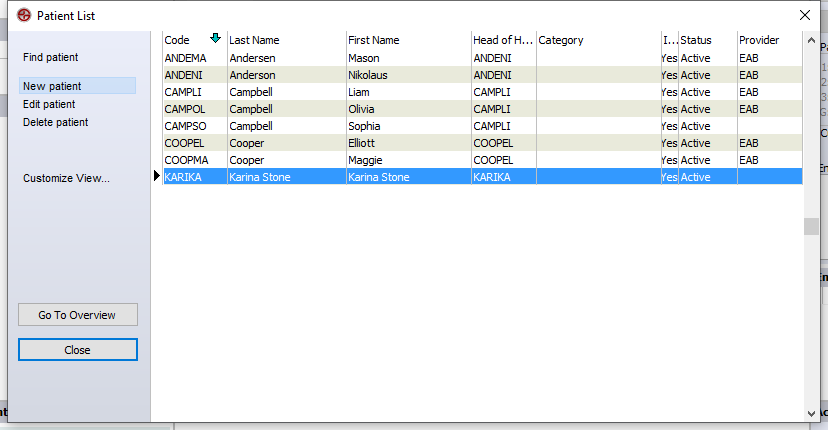 Patient List
Find patient
New patient
Edit patient
Delete patient
Customize View...
Go To Overview
Close
Code Last Name First Name Head of H... Category I... Status Provider
ANDEMA Andersen Mason ANDENI Yes Active EAB
ANDENI Anderson Nikolaus ANDENI Yes Active EAB
CAMPLI Campbell Liam CAMPLI Yes Active EAB
CAMPOL Campbell Olivia CAMPLI Yes Active EAB
CAMPSO Campbell Sophia CAMPLI Yes Active
COOPEL Cooper Elliott COOPEL Yes Active EAB
COOPMA Cooper Maggie COOPEL Yes Active EAB
KARIKA Karina Stone Karina Stone KARIKA Yes Active